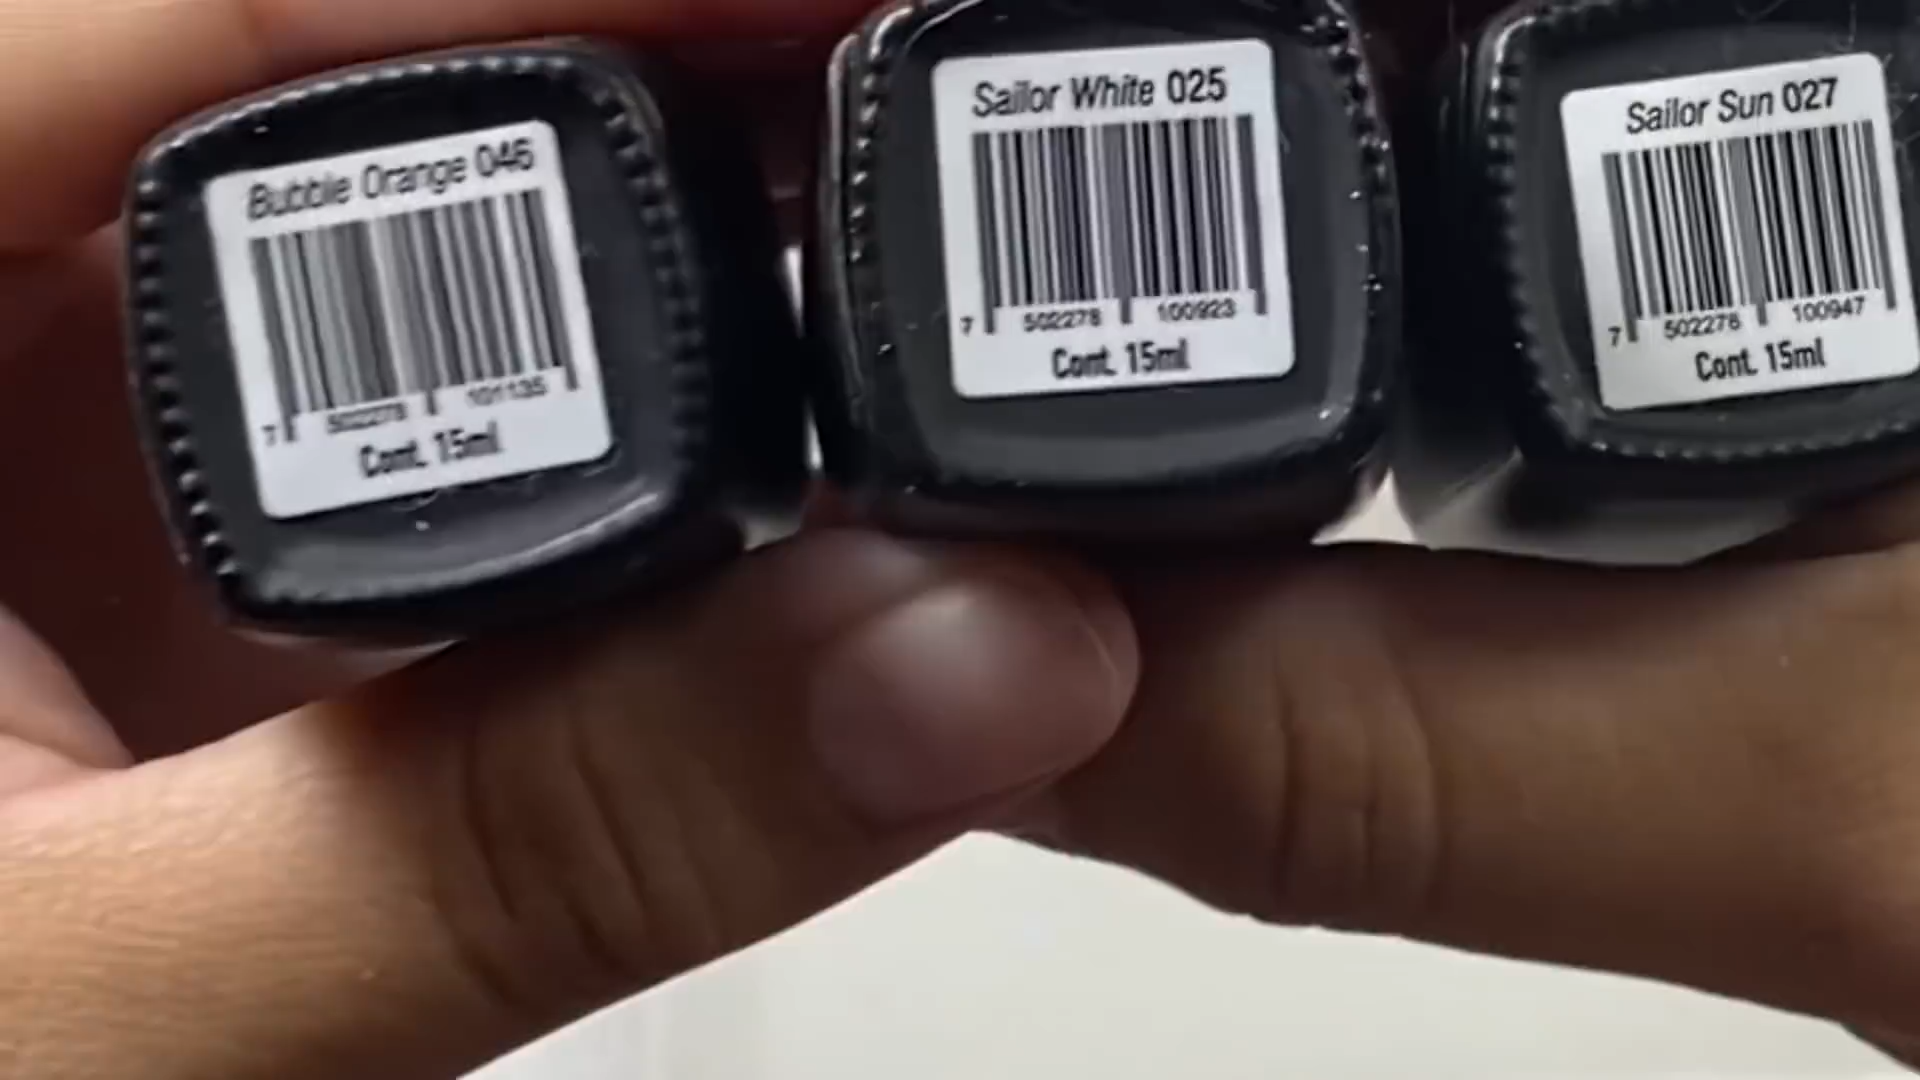 Bubble Orange 046
7 502278 101135
Cont. 15ml
Sailor White 025
7 502278 100923
Cont. 15ml
Sailor Sun 027
7 502278 100947
Cont. 15ml